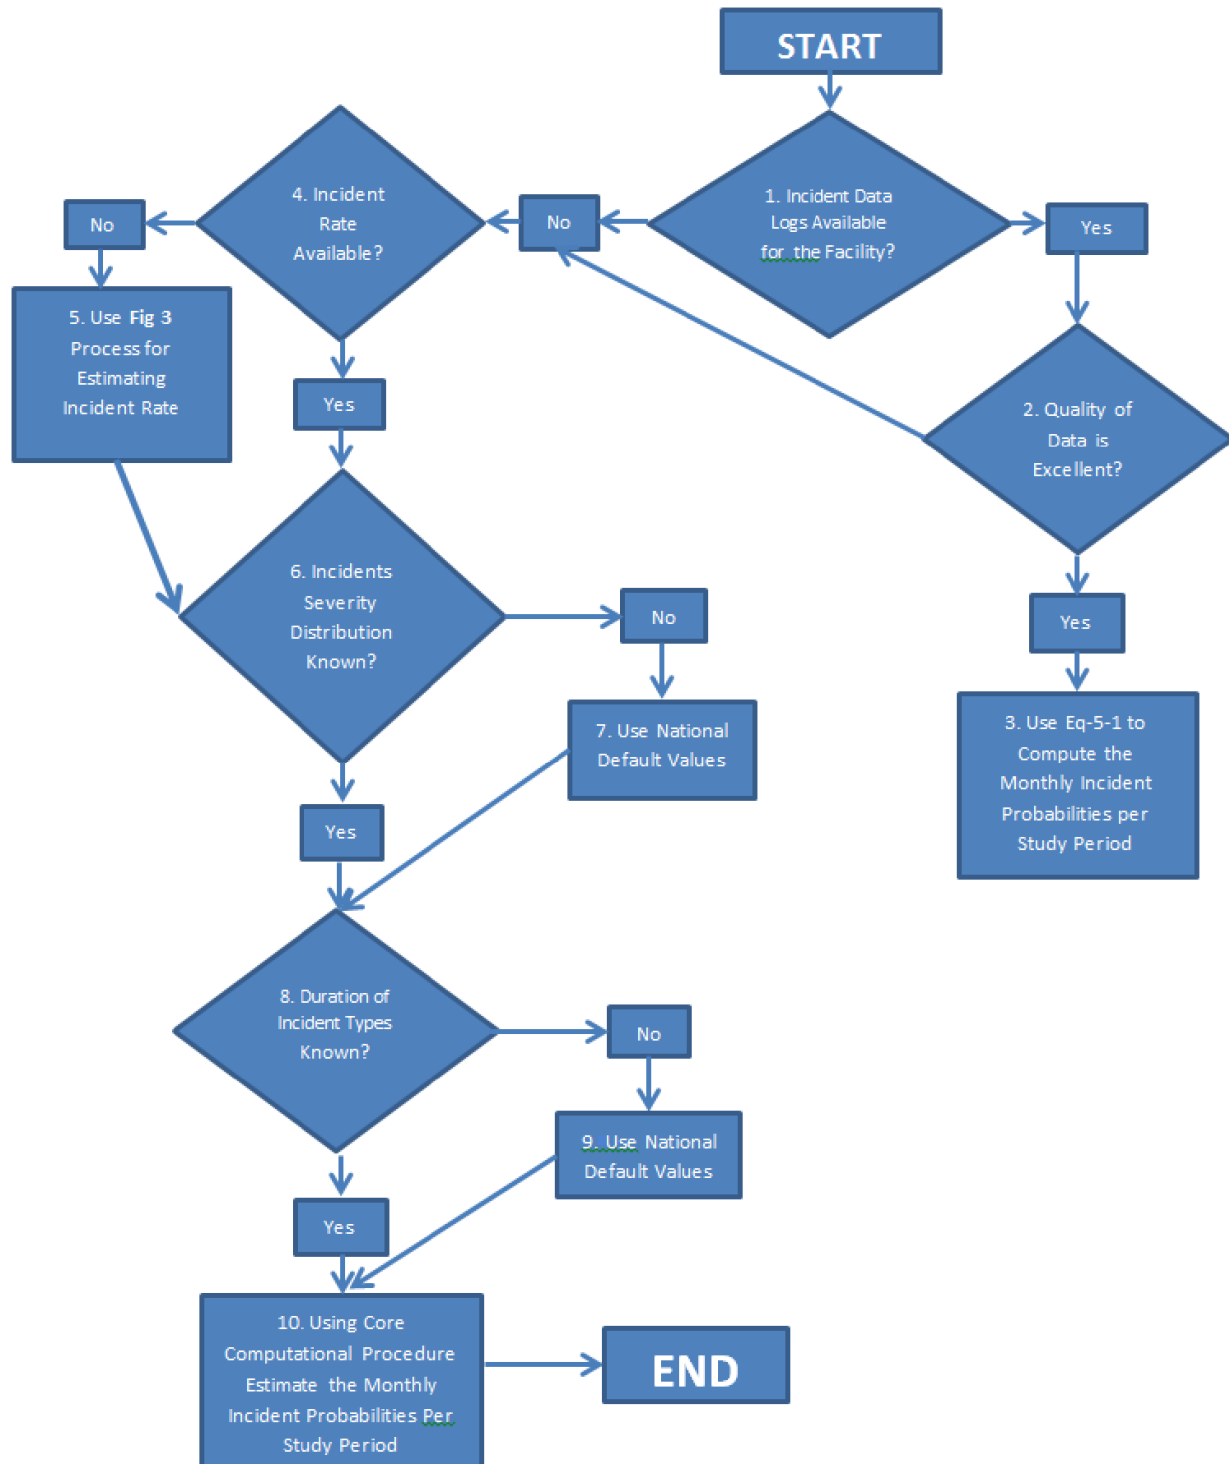 START
1. Incident Data
Logs Available
for the Facility?
Yes
No
4. Incident
Rate
Available?
No
5. Use Fig 3
Process for
Estimating
Incident Rate
Yes
2. Quality of
Data is
Excellent?
Yes
3. Use Eq-5-1 to
Compute the
Monthly Incident
Probabilities per
Study Period
6. Incidents
Severity
Distribution
Known?
No
7. Use National
Default Values
Yes
8. Duration of
Incident Types
Known?
No
9. Use National
Default Values
Yes
10. Using Core
Computational Procedure
Estimate the Monthly
Incident Probabilities Per
Study Period
END